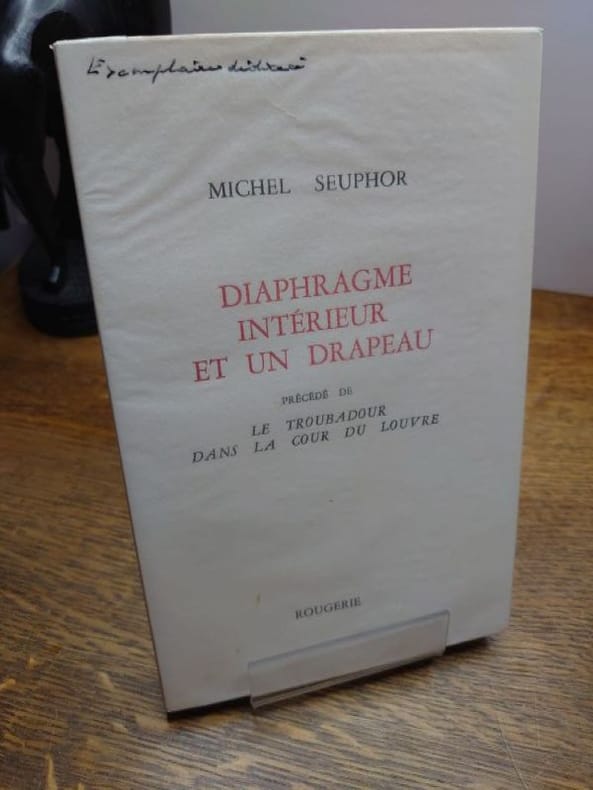 Exemplaire dédicacé
MICHEL SEUPHOR
DIAPHRAGME
INTÉRIEUR
ET UN DRAPEAU
PRÉCÉDÉ DE
LE TROUBADOUR
DANS LA COUR DU LOUVRE
ROUGERIE